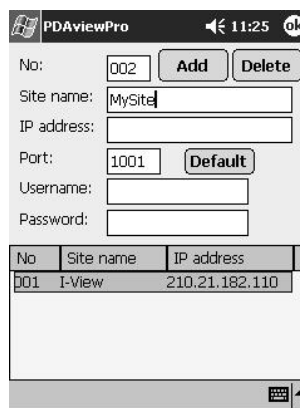 PDAviewPro 11:25 ok
No: 002 Add Delete
Site name: MySite
IP address:
Port: 1001 Default
Username:
Password:
No Site name IP address
001 I-View 210.21.182.110